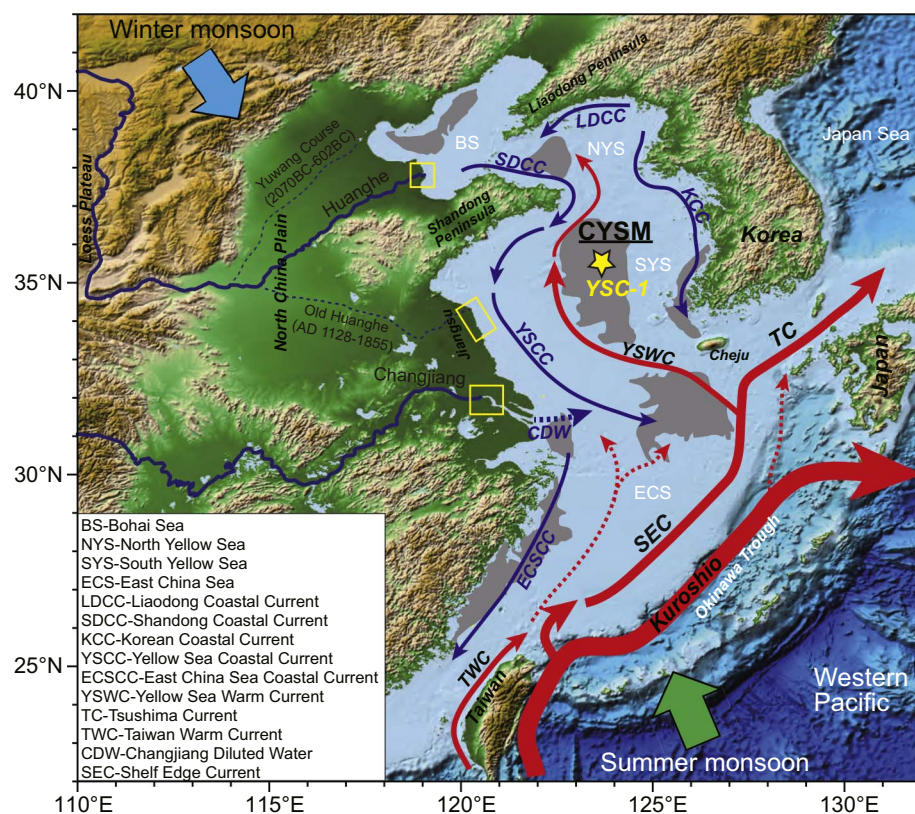 Winter monsoon
40°N
35°N
30°N
25°N
110°E
115°E
120°E
125°E
130°E
Loess Plateau
Yuwang Course
(2070BC-602BC)
Huanghe
North China Plain
Old Huanghe
(AD 1128-1855)
Jiangsu
Changjiang
Shandong
Peninsula
Liaodong Peninsula
BS
LDCC
NYS
SDCC
KCC
CYSM
SYS
YSC-1
Korea
Japan Sea
YSCC
YSWC
Cheju
TC
Japan
CDW
ECS
SEC
ECSCC
Kuroshio
Okinawa Trough
TWC
Taiwan
Western
Pacific
Summer monsoon
BS-Bohai Sea
NYS-North Yellow Sea
SYS-South Yellow Sea
ECS-East China Sea
LDCC-Liaodong Coastal Current
SDCC-Shandong Coastal Current
KCC-Korean Coastal Current
YSCC-Yellow Sea Coastal Current
ECSCC-East China Sea Coastal Current
YSWC-Yellow Sea Warm Current
TC-Tsushima Current
TWC-Taiwan Warm Current
CDW-Changjiang Diluted Water
SEC-Shelf Edge Current